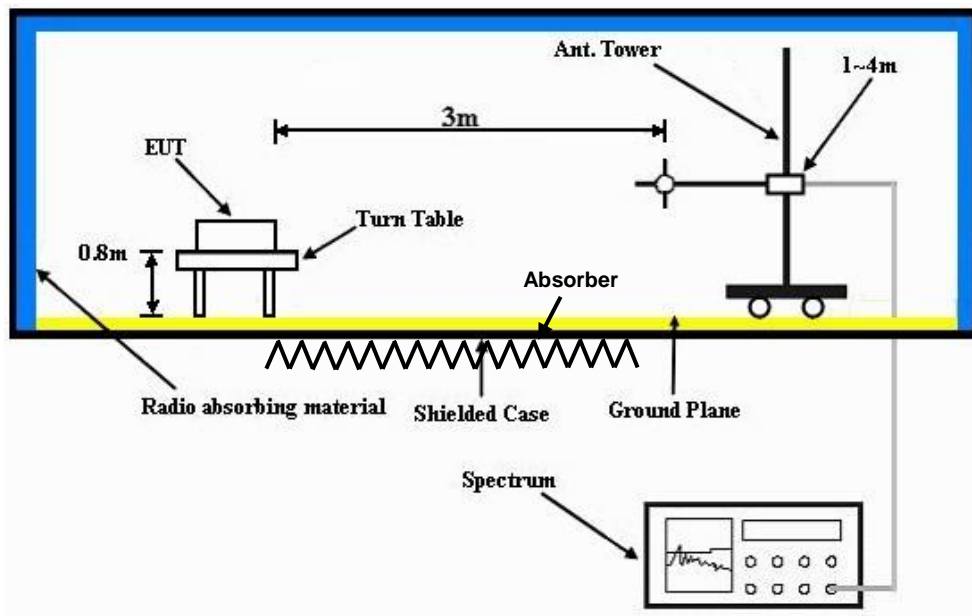 Ant. Tower
1~4m
3m
EUT
Turn Table
0.8m
Absorber
Radio absorbing material
Shielded Case
Ground Plane
Spectrum